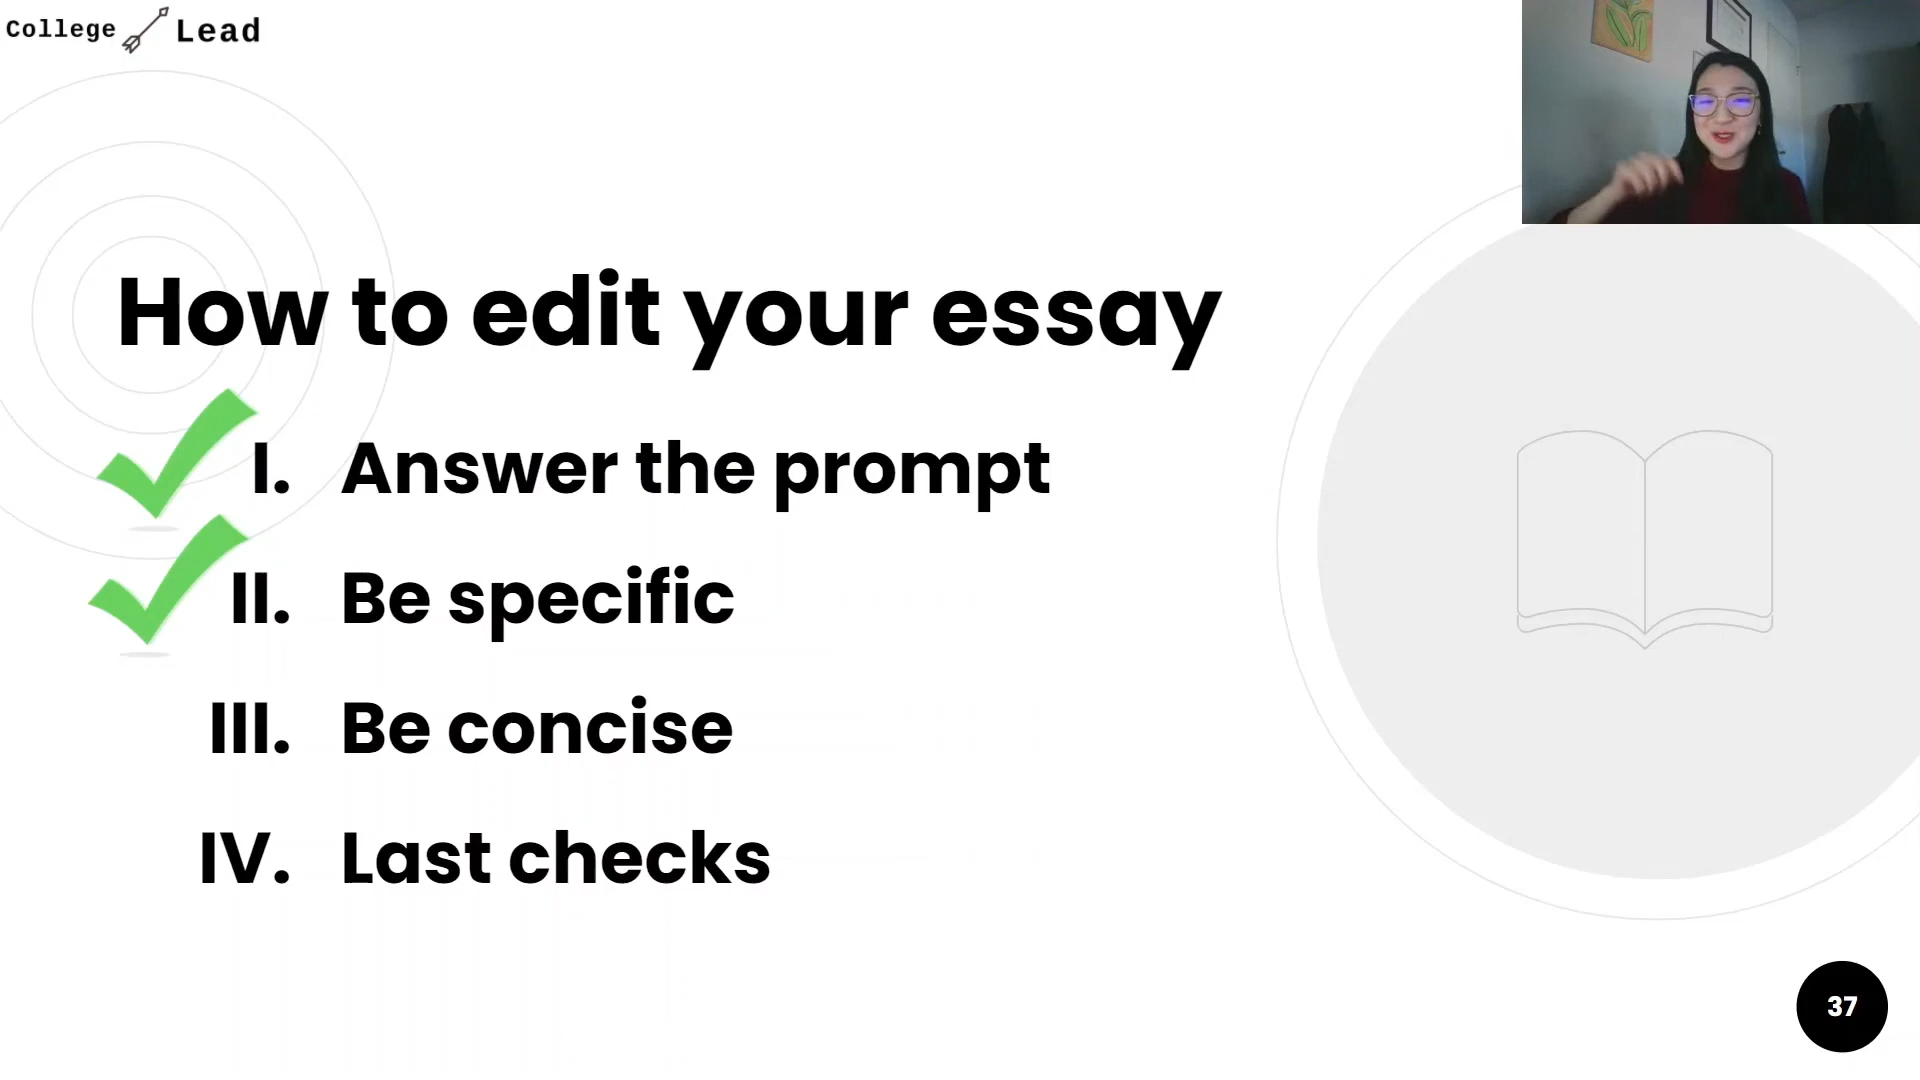 College Lead
How to edit your essay
I. Answer the prompt
II. Be specific
III. Be concise
IV. Last checks
37